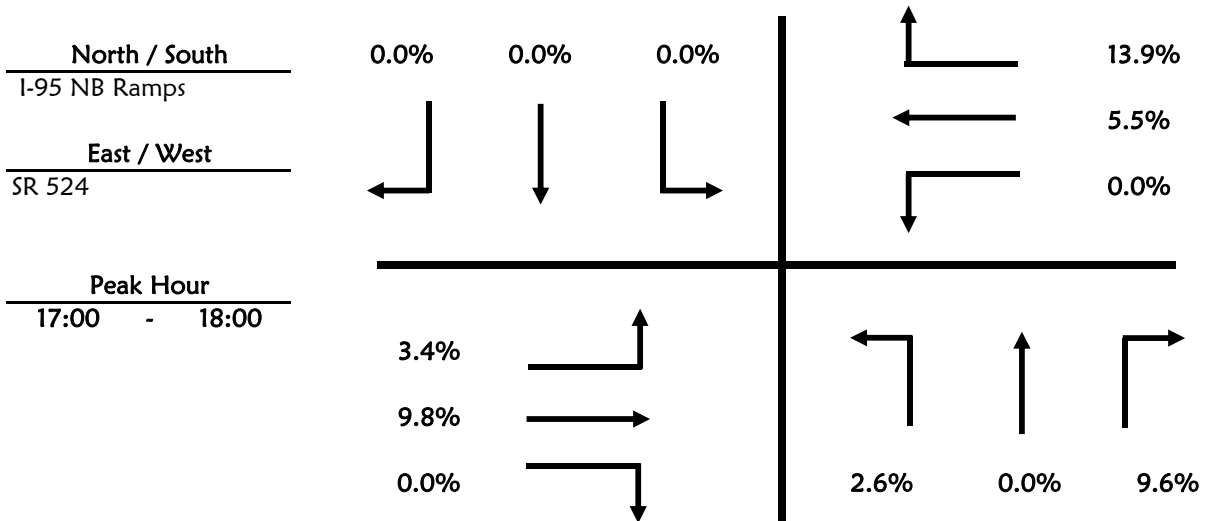 North / South
I-95 NB Ramps
East / West
SR 524
Peak Hour
17:00 - 18:00
0.0% 0.0% 0.0%
13.9%
5.5%
0.0%
3.4%
9.8%
0.0%
2.6% 0.0% 9.6%